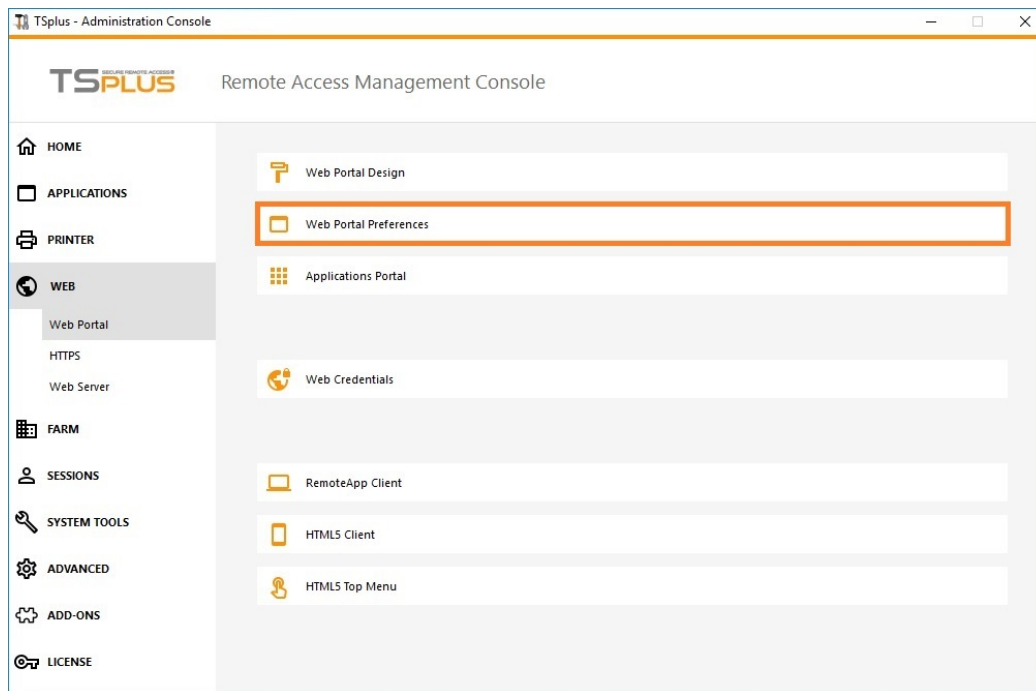 TSplus - Administration Console
TSPLUS
SECURE REMOTE ACCESS
Remote Access Management Console
HOME
APPLICATIONS
PRINTER
WEB
Web Portal
HTTPS
Web Server
FARM
SESSIONS
SYSTEM TOOLS
ADVANCED
ADD-ONS
LICENSE
Web Portal Design
Web Portal Preferences
Applications Portal
Web Credentials
RemoteApp Client
HTML5 Client
HTML5 Top Menu